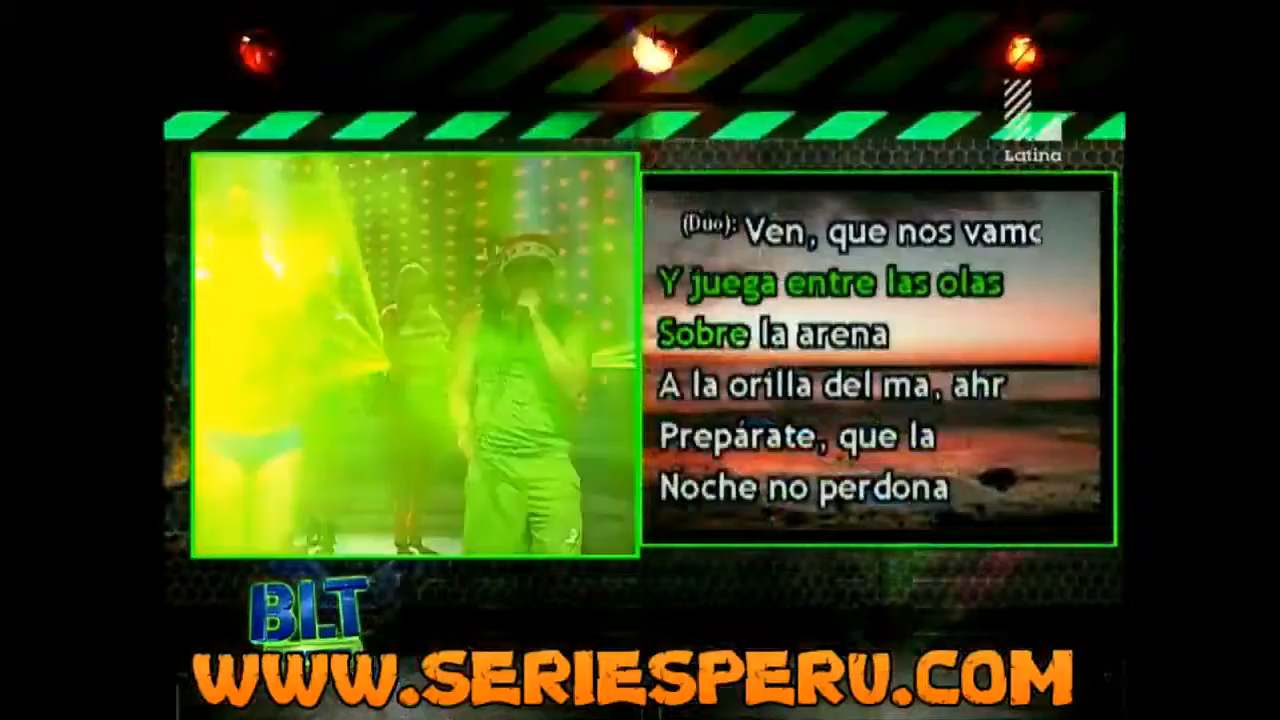 Latina
(Dúo): Ven, que nos vamo
Y juega entre las olas
Sobre la arena
A la orilla del ma, ahr
Prepárate, que la
Noche no perdona
BLT
WWW.SERIESPERU.COM